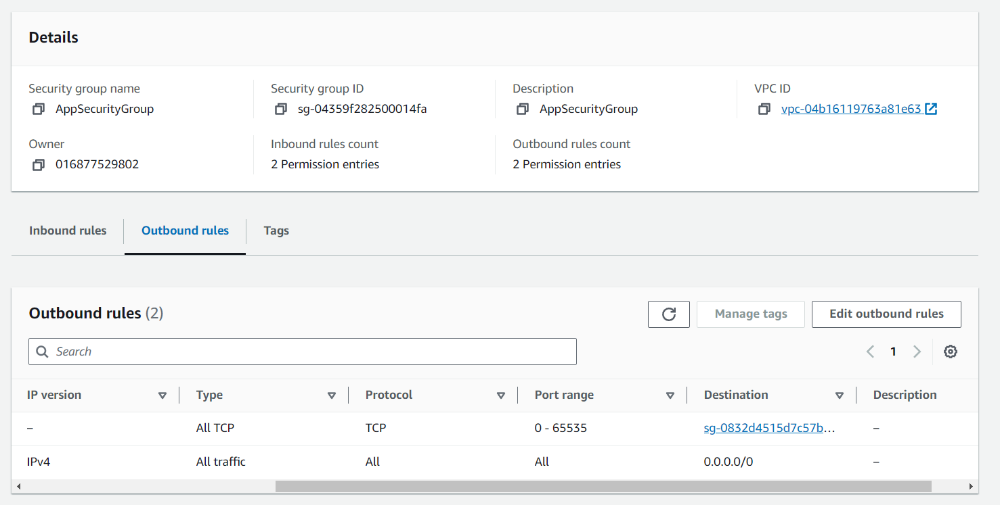 Details
Security group name Security group ID Description VPC ID
AppSecurityGroup sg-04359f282500014fa AppSecurityGroup vpc-04b16119763a81e63
Owner Inbound rules count Outbound rules count
016877529802 2 Permission entries 2 Permission entries
Inbound rules Outbound rules Tags
Outbound rules (2) Manage tags Edit outbound rules
Search 1
IP version Type Protocol Port range Destination Description
– All TCP TCP 0 - 65535 sg-0832d4515d7c57b... –
IPv4 All traffic All All 0.0.0.0/0 –